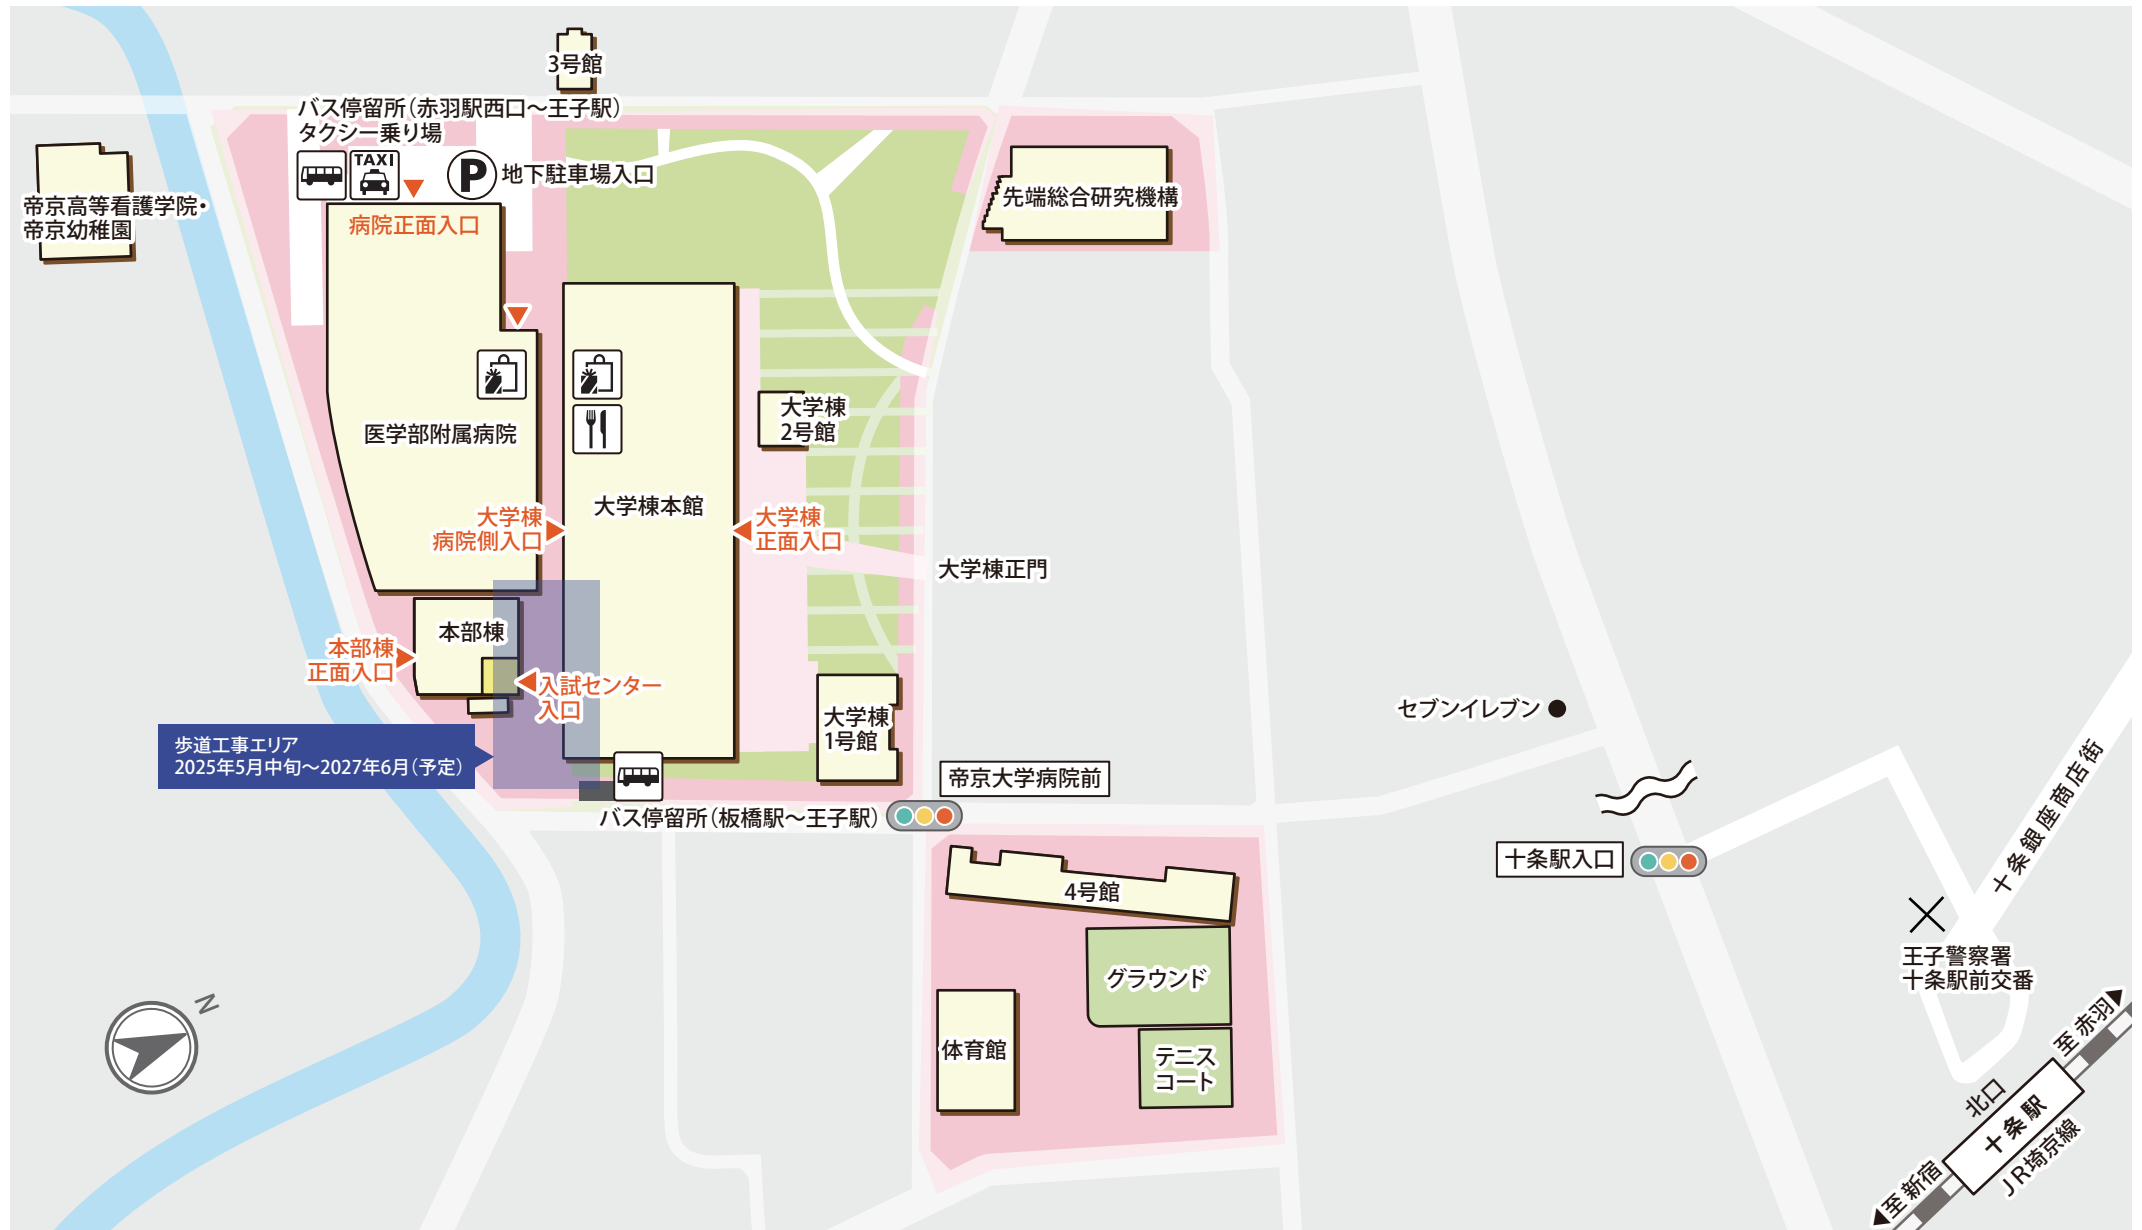 3号館
バス停留所（赤羽駅西口～王子駅）
タクシー乗り場
TAXI
P
地下駐車場入口
病院正面入口
帝京高等看護学院・
帝京幼稚園
先端総合研究機構
医学部附属病院
大学棟
2号館
大学棟本館
大学棟
病院側入口
大学棟
正面入口
大学棟正門
本部棟
本部棟
正面入口
入試センター
入口
大学棟
1号館
歩道工事エリア
2025年5月中旬～2027年6月（予定）
バス停留所（板橋駅～王子駅）
帝京大学病院前
セブンイレブン
十条駅入口
十条銀座商店街
4号館
グラウンド
体育館
テニス
コート
王子警察署
十条駅前交番
至赤羽
北口
十条駅
JR埼京線
至新宿
N